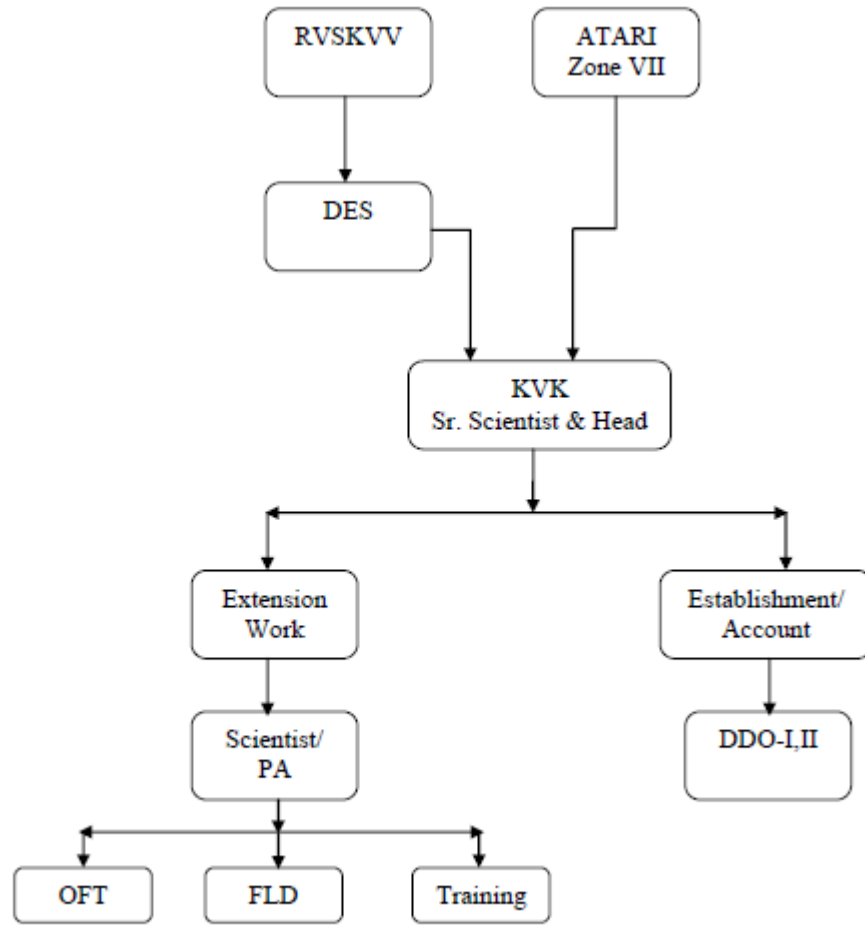 RVSKVV
ATARI
Zone VII
DES
KVK
Sr. Scientist & Head
Extension
Work
Establishment/
Account
Scientist/
PA
DDO-I,II
OFT
FLD
Training